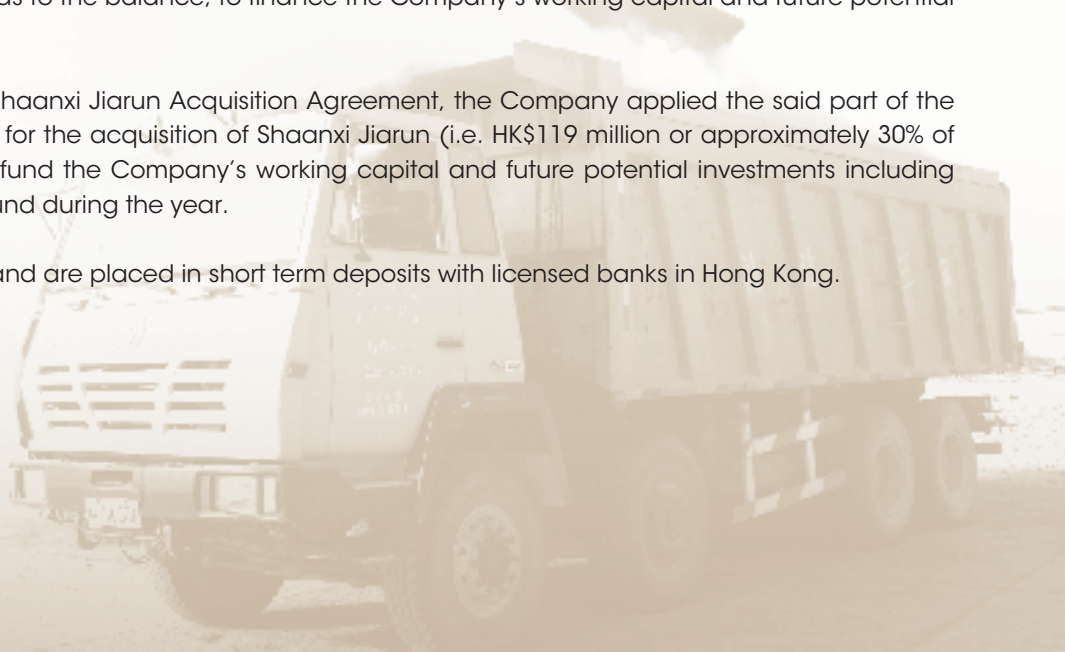 as to the balance, to finance the Company's working capital and future potential
haanxi Jiarun Acquisition Agreement, the Company applied the said part of the
for the acquisition of Shaanxi Jiarun (i.e. HK$119 million or approximately 30% of
fund the Company's working capital and future potential investments including
und during the year.
and are placed in short term deposits with licensed banks in Hong Kong.